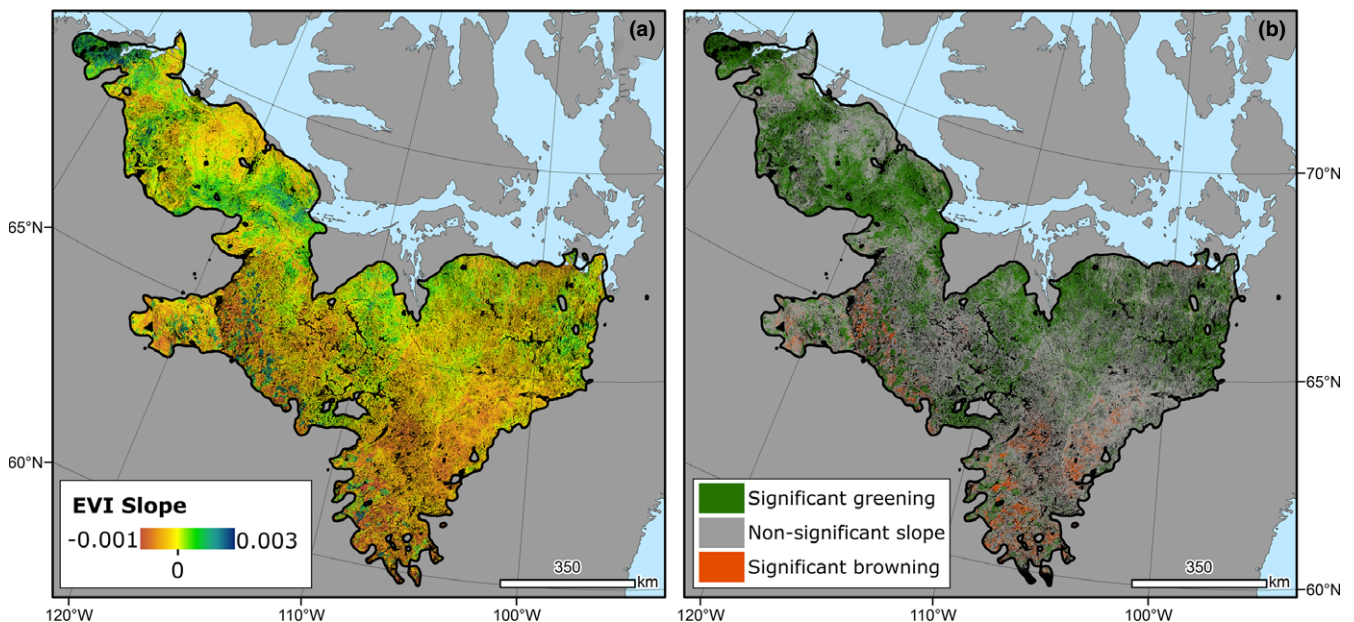 (a)
(b)
70°N
65°N
65°N
60°N
60°N
EVI Slope
-0.001
0.003
0
350
km
Significant greening
Non-significant slope
Significant browning
350
km
120°W
110°W
100°W
120°W
110°W
100°W